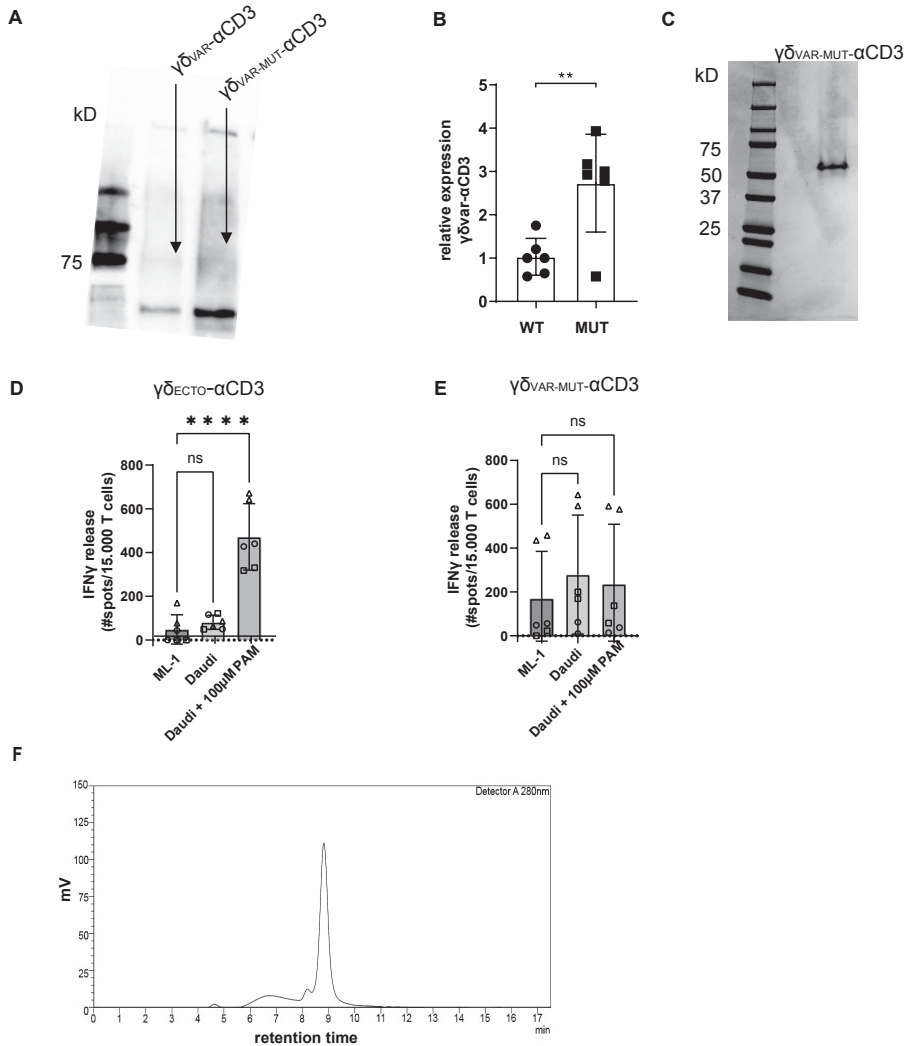 A
γδVAR-αCD3
γδVAR-MUT-αCD3
kD
75
B
**
relative expression
γδvar-αCD3
5
4
3
2
1
0
WT
MUT
C
γδVAR-MUT-αCD3
kD
75
50
37
25
D
γδECTO-αCD3
****
ns
IFNγ release
(#spots/15.000 T cells)
800
600
400
200
0
ML-1
Daudi
Daudi + 100µM PAM
E
γδVAR-MUT-αCD3
ns
ns
IFNγ release
(#spots/15.000 T cells)
800
600
400
200
0
ML-1
Daudi
Daudi + 100µM PAM
F
Detector A 280nm
mV
150
125
100
75
50
25
0
0 1 2 3 4 5 6 7 8 9 10 11 12 13 14 15 16 17
min
retention time